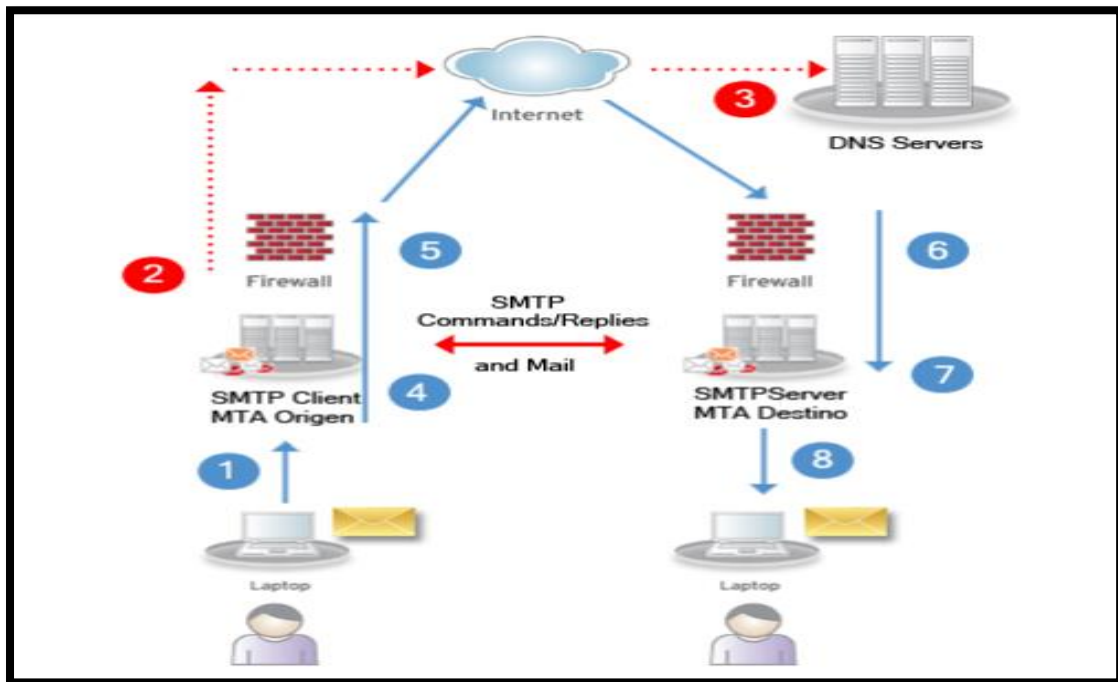 Internet
3
DNS Servers
2
Firewall
5
Firewall
6
SMTP
Commands/Replies
and Mail
SMTP Client
MTA Origen
4
SMTPServer
MTA Destino
7
1
8
Laptop
Laptop